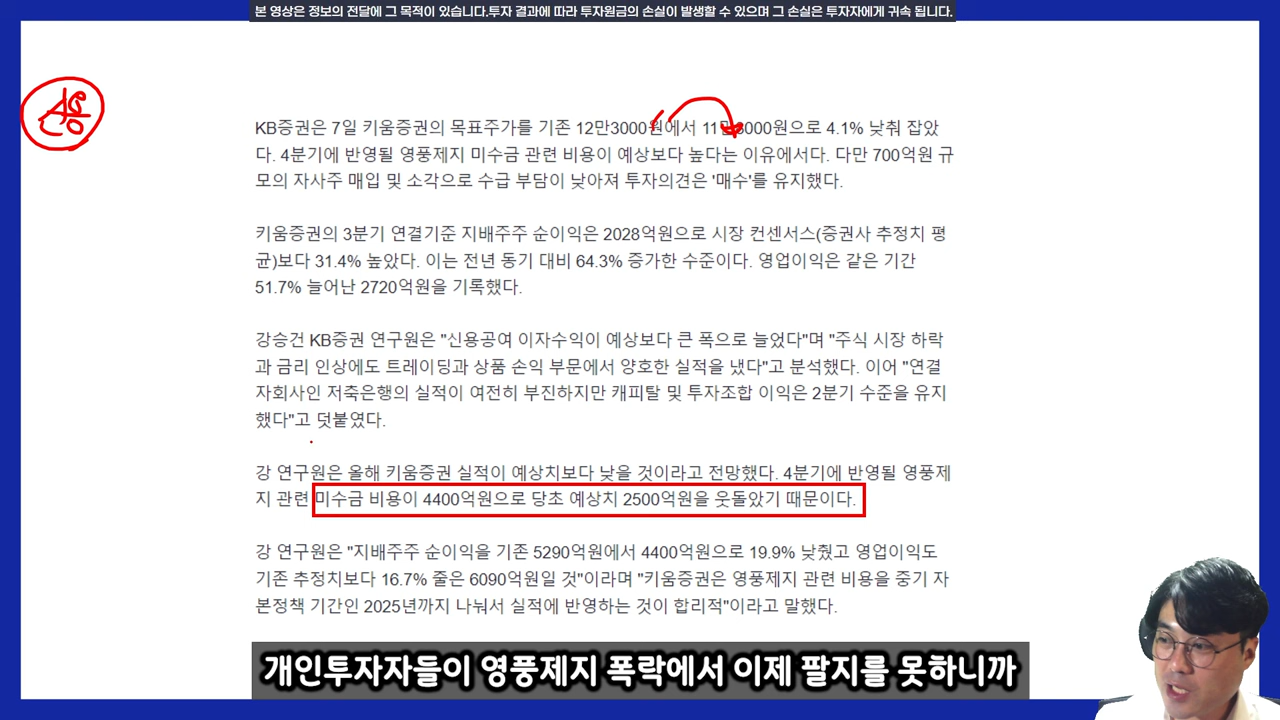 본 영상은 정보의 전달에 그 목적이 있습니다.투자 결과에 따라 투자원금의 손실이 발생할 수 있으며 그 손실은 투자자에게 귀속 됩니다.
신용
KB증권은 7일 키움증권의 목표주가를 기존 12만3000원에서 11만8000원으로 4.1% 낮춰 잡았
다. 4분기에 반영될 영풍제지 미수금 관련 비용이 예상보다 높다는 이유에서다. 다만 700억원 규
모의 자사주 매입 및 소각으로 수급 부담이 낮아져 투자의견은 '매수'를 유지했다.
키움증권의 3분기 연결기준 지배주주 순이익은 2028억원으로 시장 컨센서스(증권사 추정치 평
균)보다 31.4% 높았다. 이는 전년 동기 대비 64.3% 증가한 수준이다. 영업이익은 같은 기간
51.7% 늘어난 2720억원을 기록했다.
강승건 KB증권 연구원은 "신용공여 이자수익이 예상보다 큰 폭으로 늘었다"며 "주식 시장 하락
과 금리 인상에도 트레이딩과 상품 손익 부문에서 양호한 실적을 냈다"고 분석했다. 이어 "연결
자회사인 저축은행의 실적이 여전히 부진하지만 캐피탈 및 투자조합 이익은 2분기 수준을 유지
했다"고 덧붙였다.
강 연구원은 올해 키움증권 실적이 예상치보다 낮을 것이라고 전망했다. 4분기에 반영될 영풍제
지 관련 미수금 비용이 4400억원으로 당초 예상치 2500억원을 웃돌았기 때문이다.
강 연구원은 "지배주주 순이익을 기존 5290억원에서 4400억원으로 19.9% 낮췄고 영업이익도
기존 추정치보다 16.7% 줄은 6090억원일 것"이라며 "키움증권은 영풍제지 관련 비용을 중기 자
본정책 기간인 2025년까지 나눠서 실적에 반영하는 것이 합리적"이라고 말했다.
개인투자자들이 영풍제지 폭락에서 이제 팔지를 못하니까